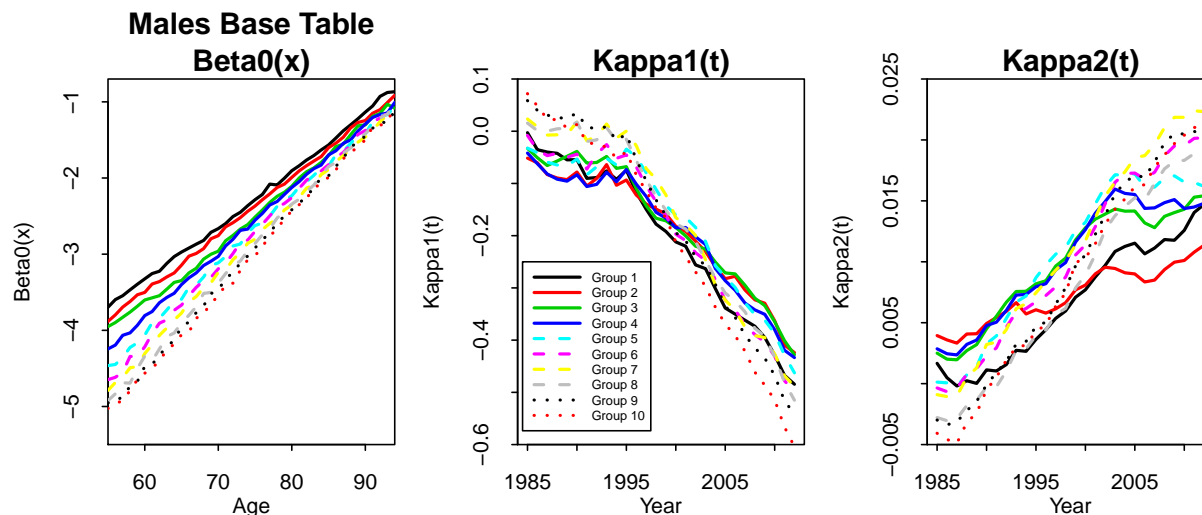 Males Base Table
Beta0(x)
Beta0(x)
−1
−2
−3
−4
−5
60
70
80
90
Age
Kappa1(t)
Kappa1(t)
0.1
0.0
−0.2
−0.4
−0.6
Group 1
Group 2
Group 3
Group 4
Group 5
Group 6
Group 7
Group 8
Group 9
Group 10
1985
1995
2005
Year
Kappa2(t)
Kappa2(t)
0.025
0.015
0.005
−0.005
1985
1995
2005
Year